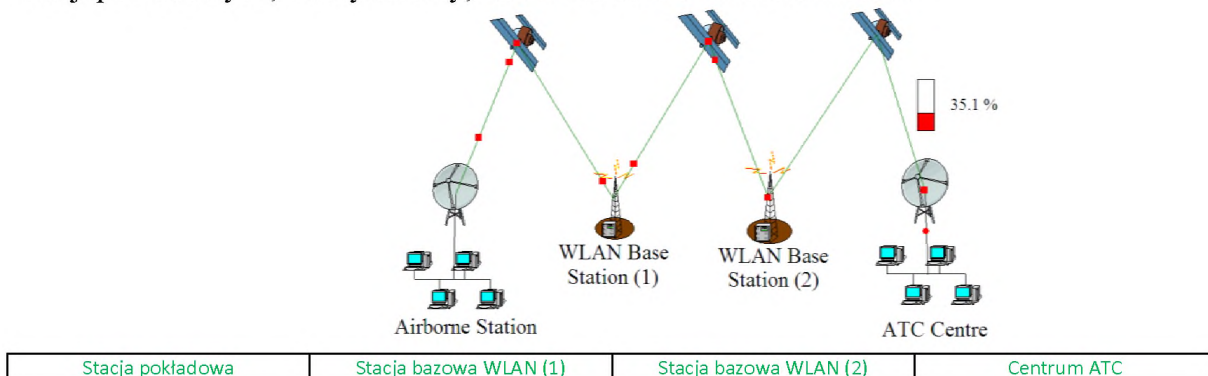 35.1 %
WLAN Base
Station (1)
WLAN Base
Station (2)
Airborne Station
ATC Centre
Stacja pokładowa
Stacja bazowa WLAN (1)
Stacja bazowa WLAN (2)
Centrum ATC